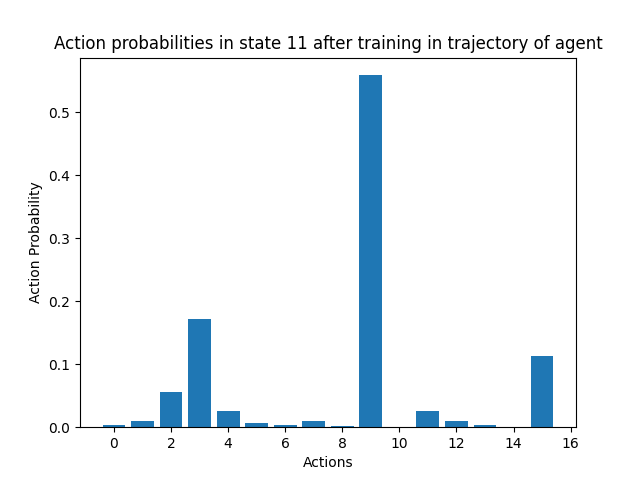 Action probabilities in state 11 after training in trajectory of agent
0.5
0.4
0.3
0.2
0.1
0.0
Action Probability
0 2 4 6 8 10 12 14 16
Actions